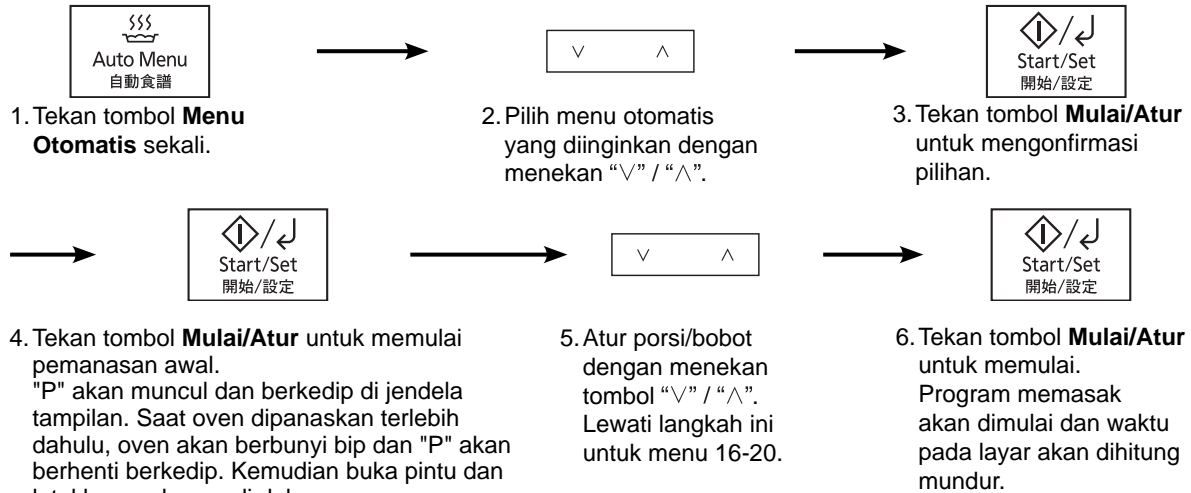 Auto Menu
自動食譜
∨ ∧
Start/Set
開始/設定
1. Tekan tombol Menu
Otomatis sekali.
2. Pilih menu otomatis
yang diinginkan dengan
menekan “∨” / “∧”.
3. Tekan tombol Mulai/Atur
untuk mengonfirmasi
pilihan.
Start/Set
開始/設定
∨ ∧
Start/Set
開始/設定
4. Tekan tombol Mulai/Atur untuk memulai
pemanasan awal.
"P" akan muncul dan berkedip di jendela
tampilan. Saat oven dipanaskan terlebih
dahulu, oven akan berbunyi bip dan "P" akan
berhenti berkedip. Kemudian buka pintu dan
5. Atur porsi/bobot
dengan menekan
tombol “∨” / “∧”.
Lewati langkah ini
untuk menu 16-20.
6. Tekan tombol Mulai/Atur
untuk memulai.
Program memasak
akan dimulai dan waktu
pada layar akan dihitung
mundur.